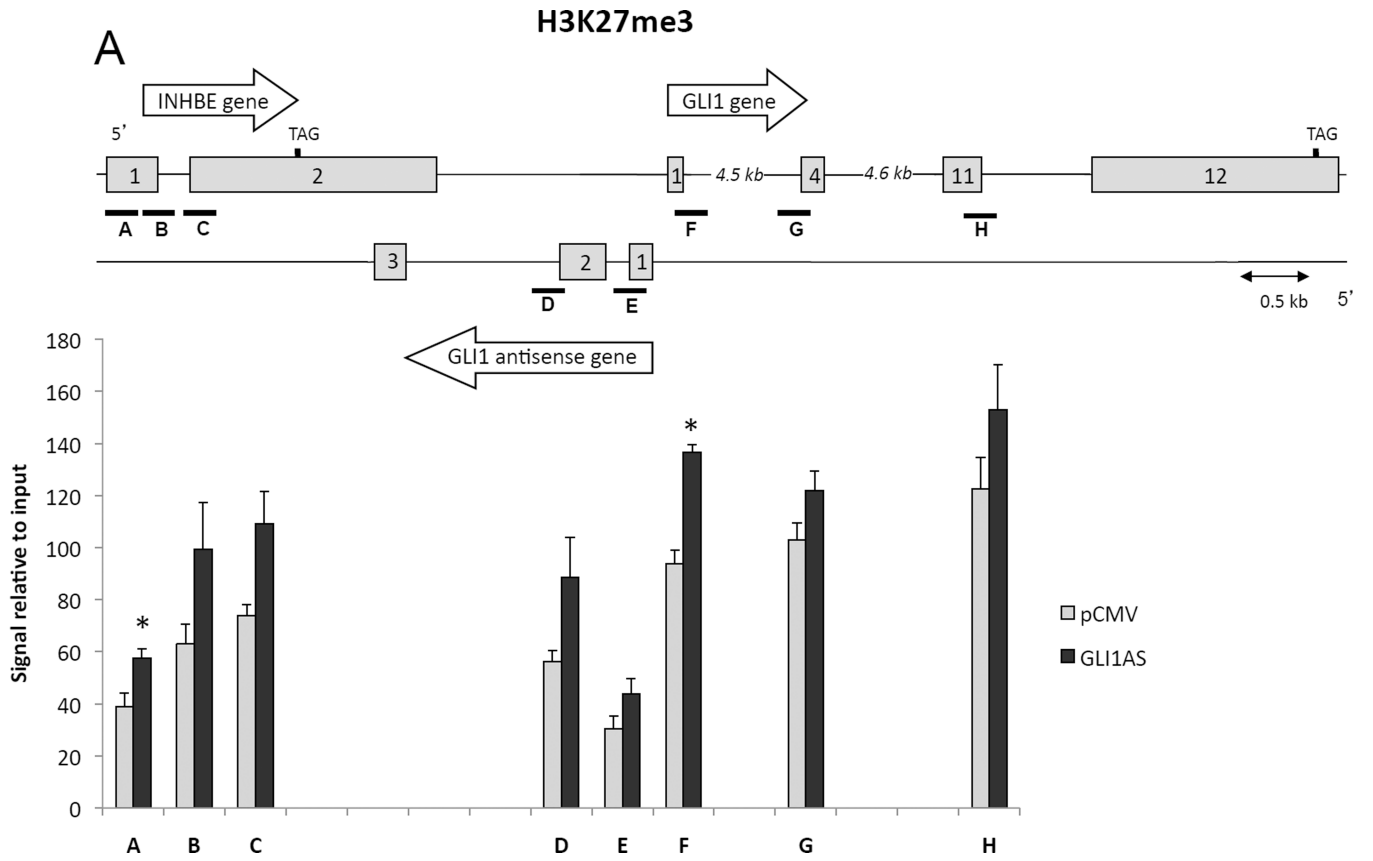 H3K27me3
A
INHBE gene
GLI1 gene
5’ TAG TAG
1 2 1 4.5 kb 4 4.6 kb 11 12
A B C F G H
3 2 1
D E 0.5 kb 5’
GLI1 antisense gene
180
160
140
120
100
80
60
40
20
0
Signal relative to input
* *
pCMV
GLI1AS
A B C D E F G H